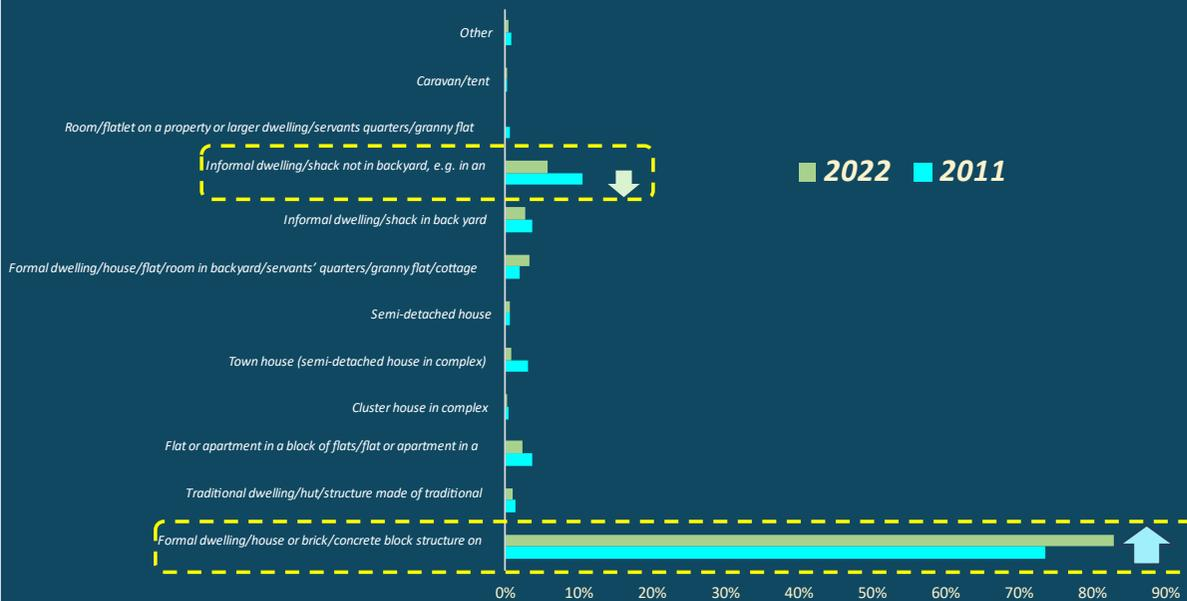 Other
Caravan/tent
Room/flatlet on a property or larger dwelling/servants quarters/granny flat
Informal dwelling/shack not in backyard, e.g. in an
2022 2011
Informal dwelling/shack in back yard
Formal dwelling/house/flat/room in backyard/servants’ quarters/granny flat/cottage
Semi-detached house
Town house (semi-detached house in complex)
Cluster house in complex
Flat or apartment in a block of flats/flat or apartment in a
Traditional dwelling/hut/structure made of traditional
Formal dwelling/house or brick/concrete block structure on
0% 10% 20% 30% 40% 50% 60% 70% 80% 90%